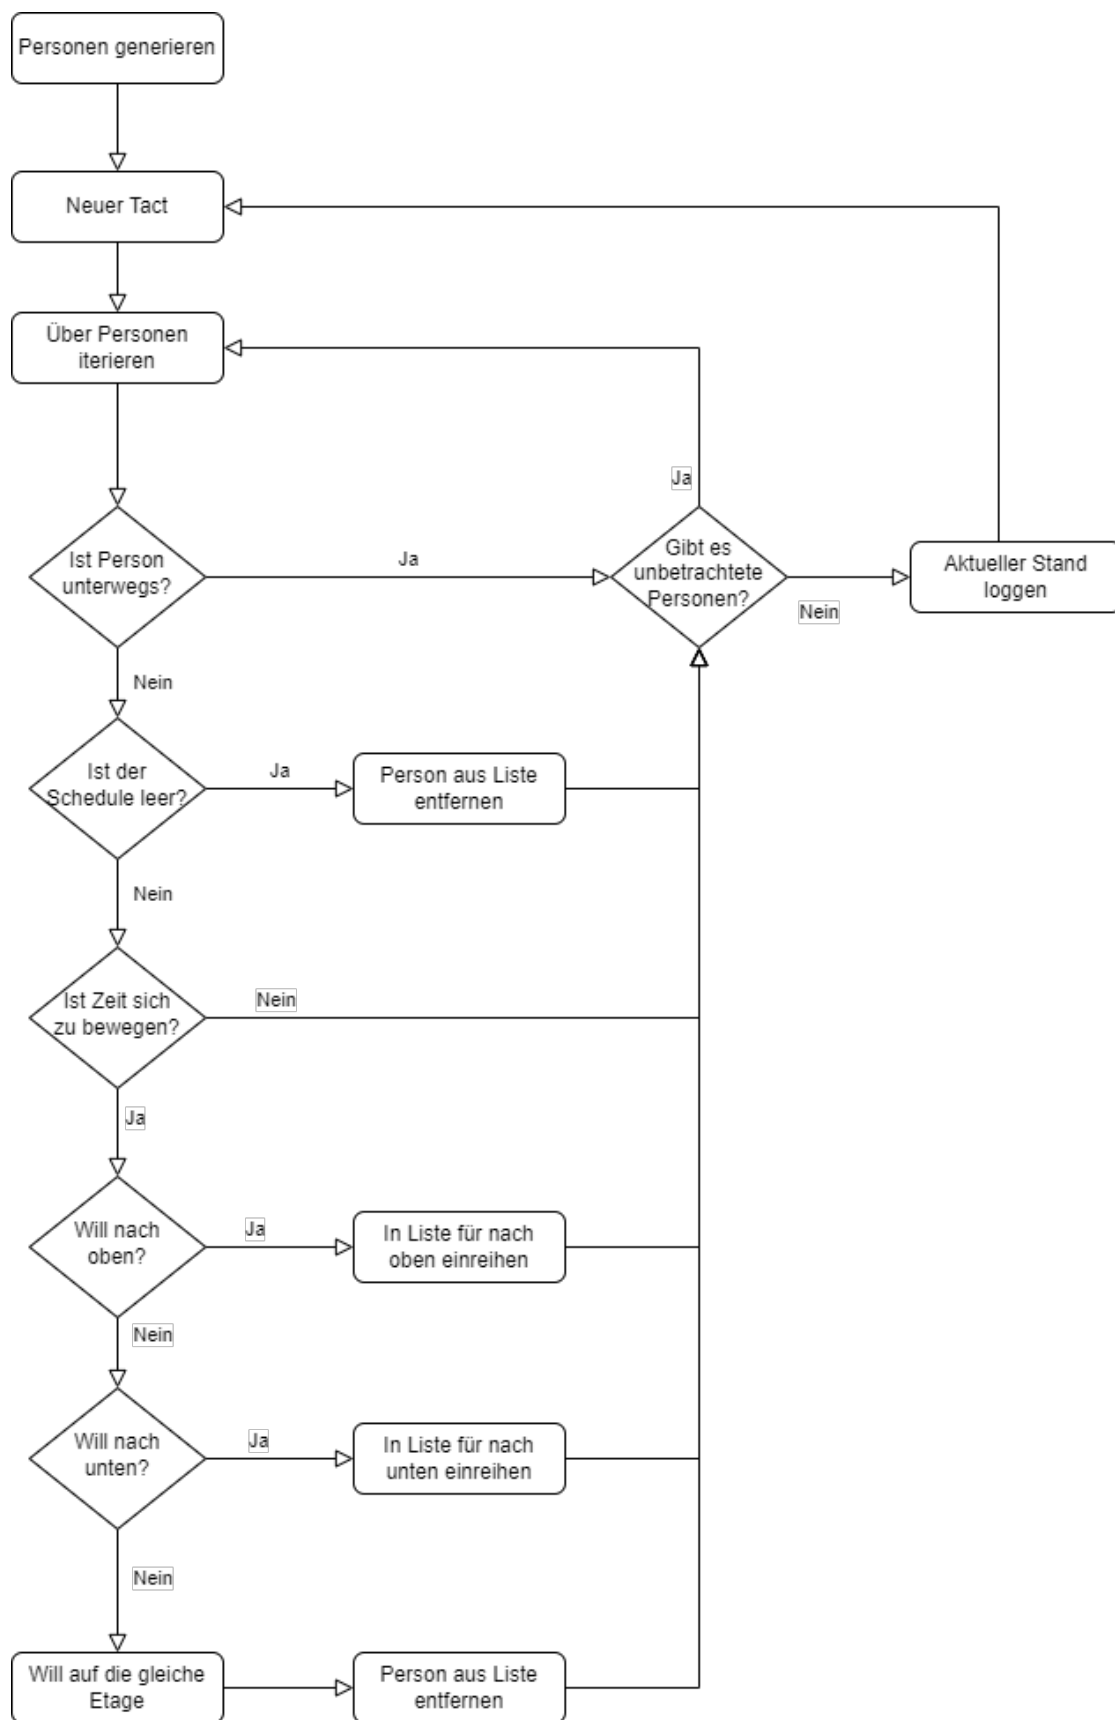 Personen generieren
Neuer Tact
Über Personen
iterieren
Ist Person
unterwegs?
Ja
Gibt es
unbetrachtete
Personen?
Ja
Nein
Aktueller Stand
loggen
Nein
Ist der
Schedule leer?
Ja
Person aus Liste
entfernen
Nein
Ist Zeit sich
zu bewegen?
Nein
Ja
Will nach
oben?
Ja
In Liste für nach
oben einreihen
Nein
Will nach
unten?
Ja
In Liste für nach
unten einreihen
Nein
Will auf die gleiche
Etage
Person aus Liste
entfernen